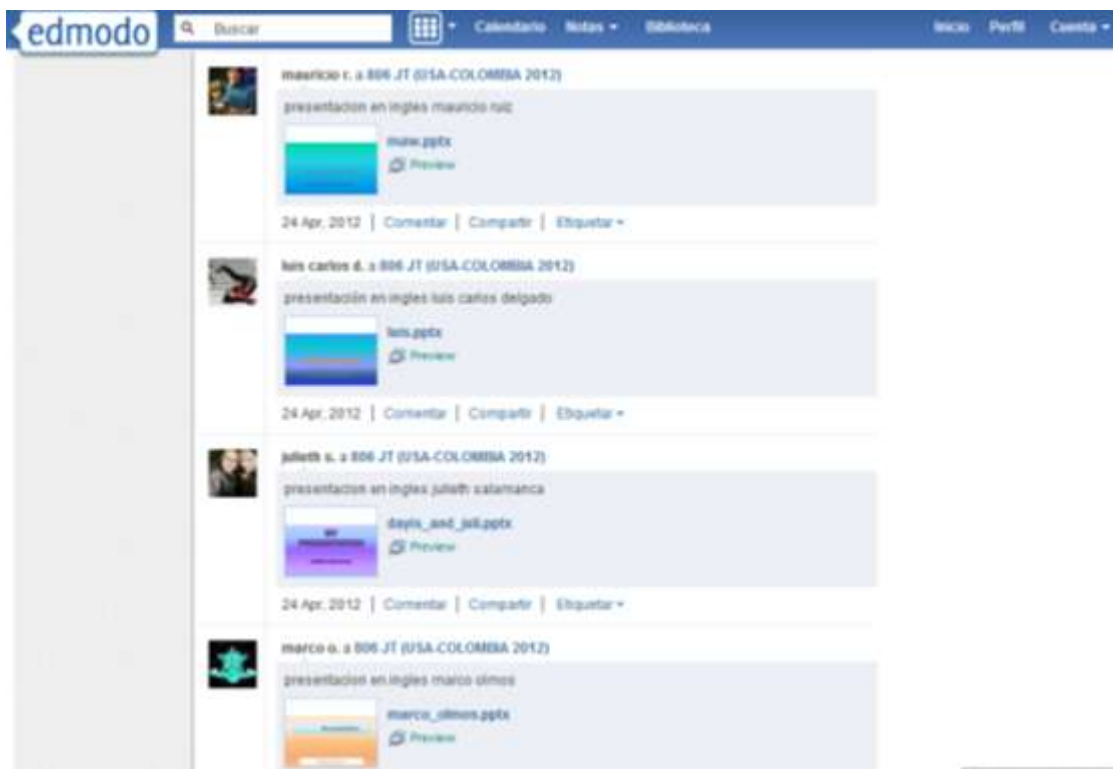 edmodo
Buscar
Calendario Notas Biblioteca
Inicio Perfil Cuenta
mauricio r. a 806 JT (USA-COLOMBIA 2012)
presentacion en ingles mauricio ruiz
Preview
24 Apr, 2012 | Comentar | Compartir | Etiquetar
luis carlos d. a 806 JT (USA-COLOMBIA 2012)
presentación en ingles luis carlos delgado
luis.pptx
Preview
24 Apr, 2012 | Comentar | Compartir | Etiquetar
julieth s. a 806 JT (USA-COLOMBIA 2012)
presentacion en ingles julieth salamanca
MY
PRESENTATION
dayis_and_juli.pptx
Preview
24 Apr, 2012 | Comentar | Compartir | Etiquetar
marco o. a 806 JT (USA-COLOMBIA 2012)
presentacion en ingles marco olmos
marco_olmos.pptx
Preview